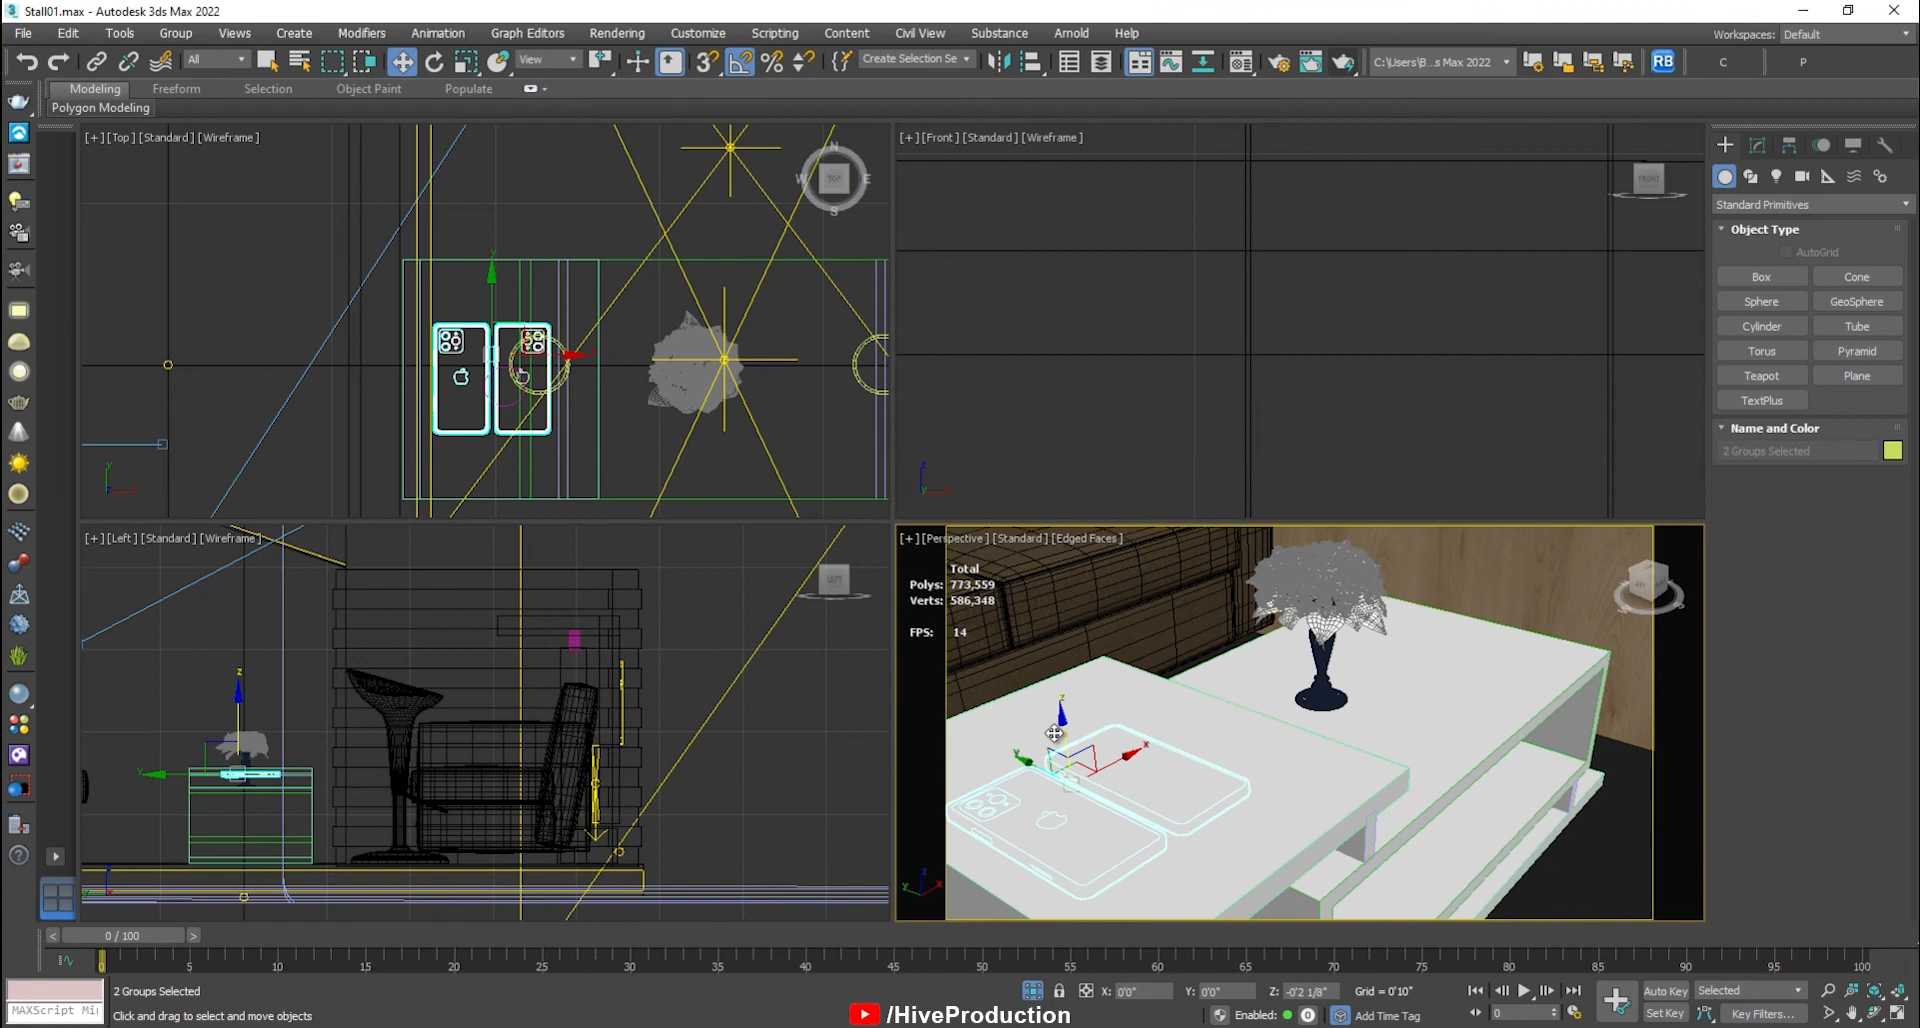 Stall01.max - Autodesk 3ds Max 2022
File Edit Tools Group Views Create Modifiers Animation Graph Editors Rendering Customize Scripting Content Civil View Substance Arnold Help
Workspaces: Default
All View Create Selection Se C:\Users\B...s Max 2022 RB C P
Modeling Freeform Selection Object Paint Populate
Polygon Modeling
[+][Top][Standard][Wireframe]
[+][Front][Standard][Wireframe]
N
W TOP E
S
FRONT
Standard Primitives
Object Type
AutoGrid
Box Cone
Sphere GeoSphere
Cylinder Tube
Torus Pyramid
Teapot Plane
TextPlus
Name and Color
2 Groups Selected
[+][Left][Standard][Wireframe]
LEFT
[+][Perspective][Standard][Edged Faces]
Total
Polys: 773,559
Verts: 586,348
FPS: 14
< 0 / 100 >
0 5 10 15 20 25 30 35 40 45 50 55 60 65 70 75 80 85 90 95 100
2 Groups Selected
X: 0'0" Y: 0'0" Z: -0'2 1/8" Grid = 0'10"
Auto Key Selected
MAXScript Mi
Click and drag to select and move objects
/HiveProduction
Enabled: 0 Add Time Tag
0
Set Key Key Filters...